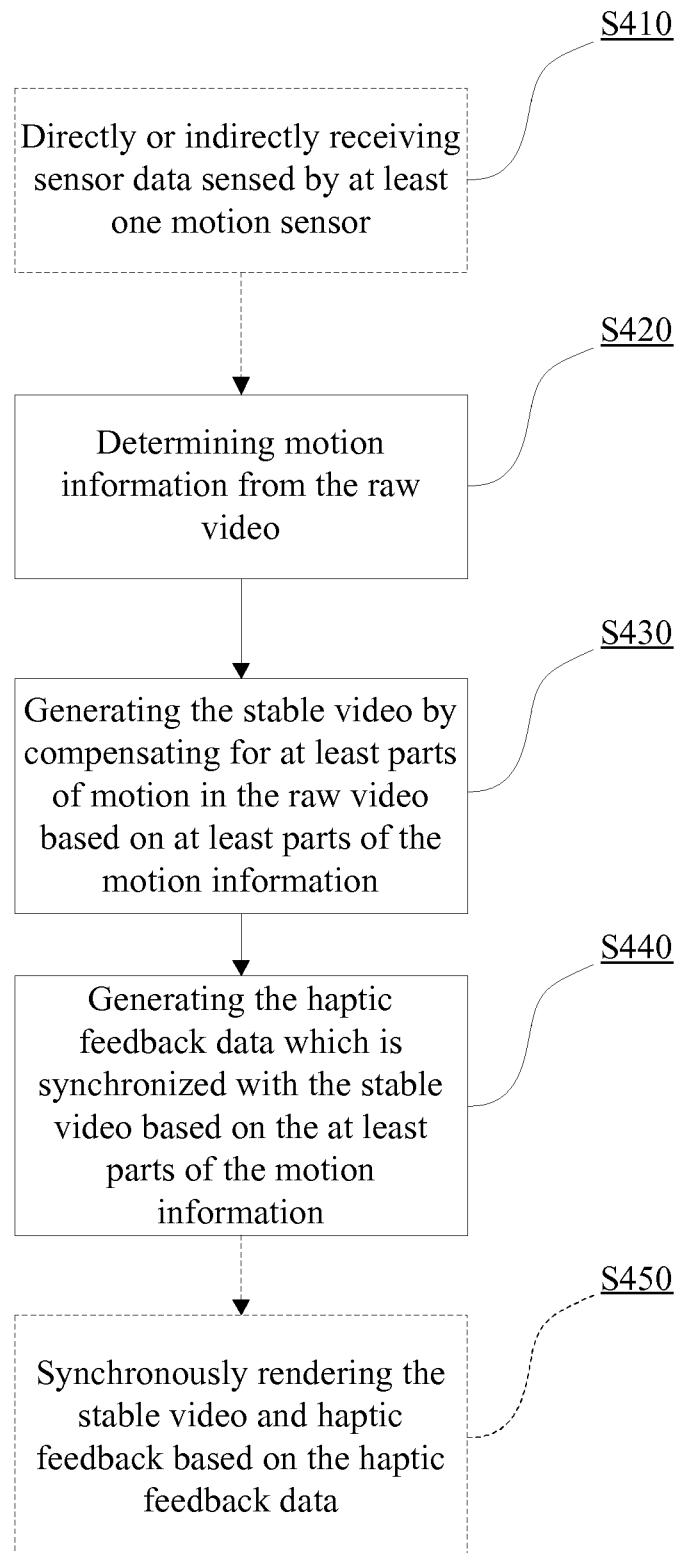 S410
Directly or indirectly receiving
sensor data sensed by at least
one motion sensor
S420
Determining motion
information from the raw
video
S430
Generating the stable video by
compensating for at least parts
of motion in the raw video
based on at least parts of the
motion information
S440
Generating the haptic
feedback data which is
synchronized with the stable
video based on the at least
parts of the motion
information
S450
Synchronously rendering the
stable video and haptic
feedback based on the haptic
feedback data